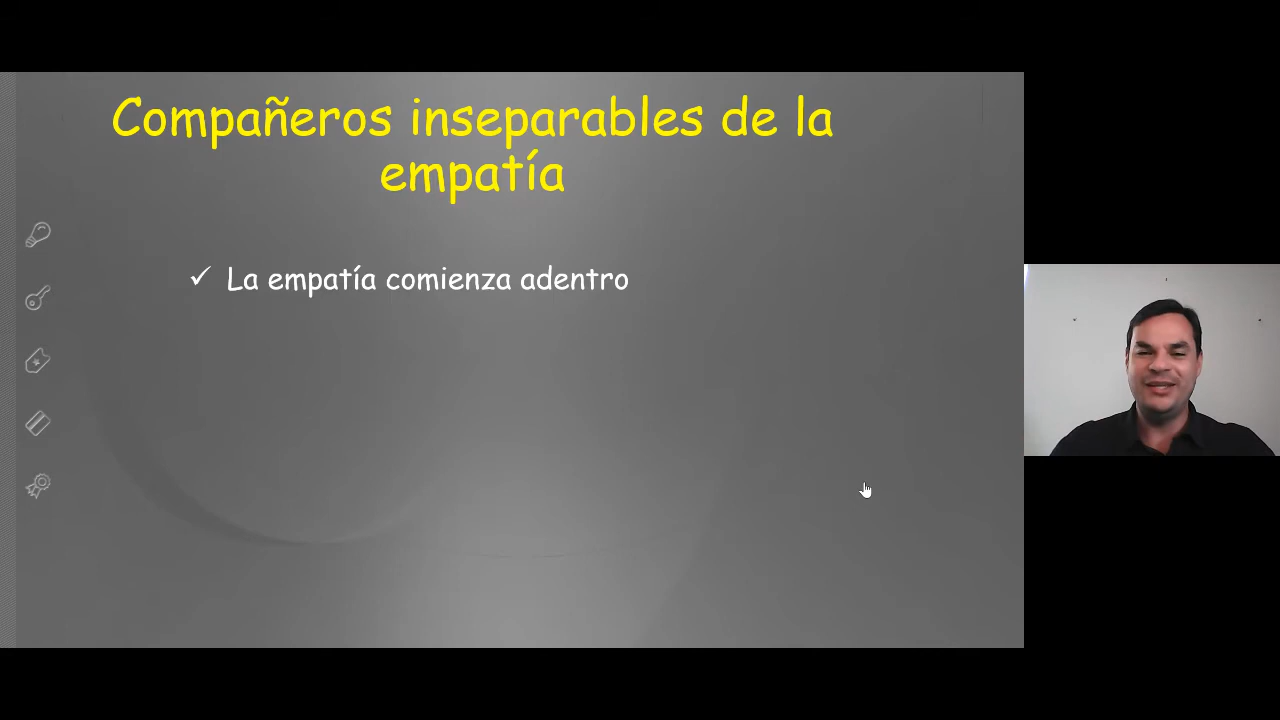 Compañeros inseparables de la
empatía
✓ La empatía comienza adentro